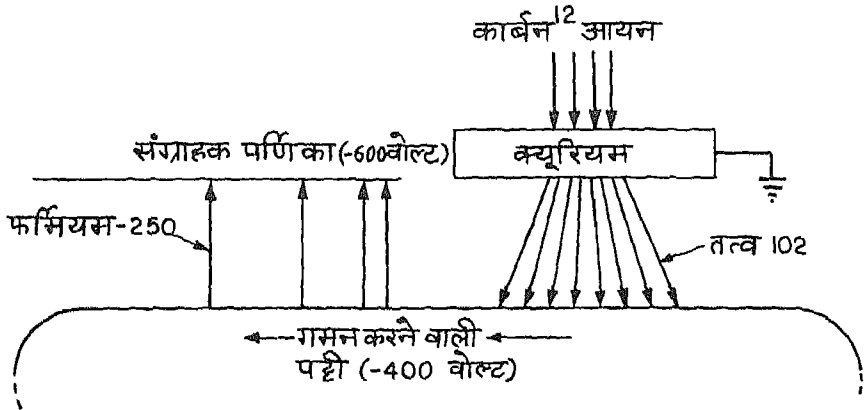 कार्बन¹² आयन
संग्राहक पर्णिका (-600वोल्ट)
क्यूरियम
फर्मियम-250
तत्व 102
गमन करने वाली
पट्टी (-400 वोल्ट)